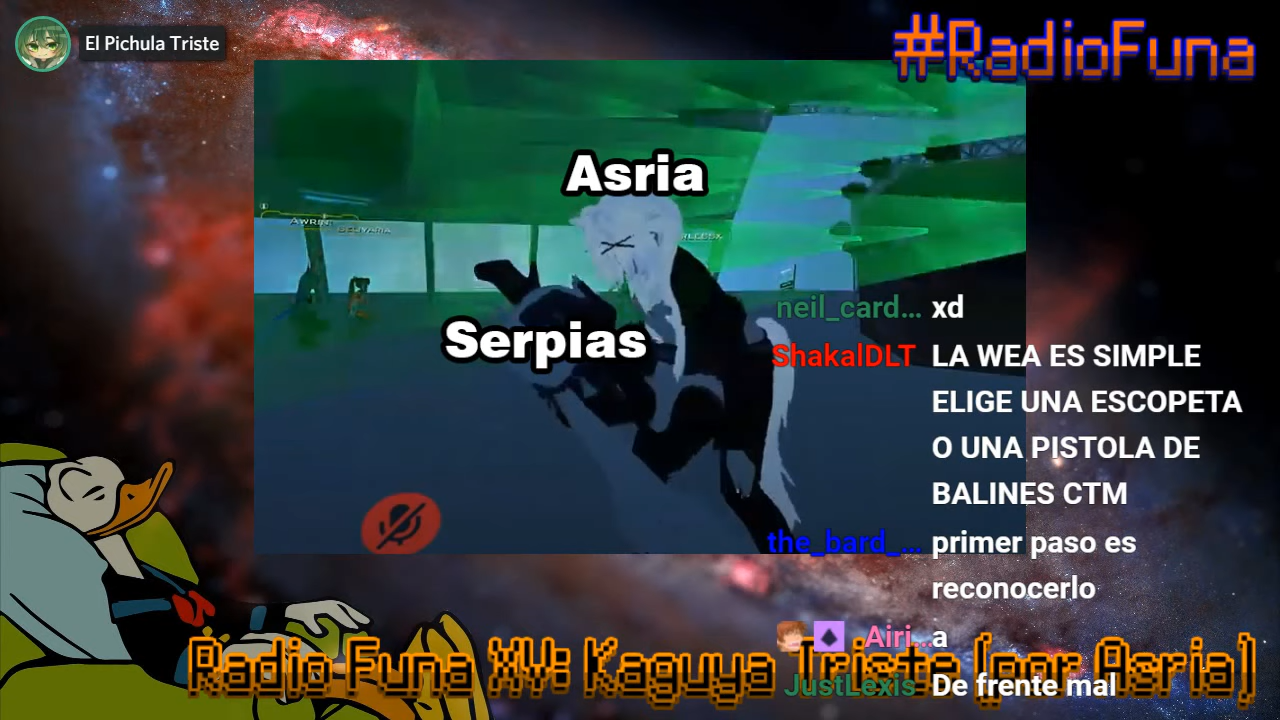 El Pichula Triste
#RadioFuna
Asria
AWRIN
Serpias
neil_card... xd
ShakalDLT LA WEA ES SIMPLE
ELIGE UNA ESCOPETA
O UNA PISTOLA DE
BALINES CTM
the_bard_... primer paso es
reconocerlo
Airi... a
Radio Funa XV: Kaguya Triste (por Asria)
JustLexis De frente mal